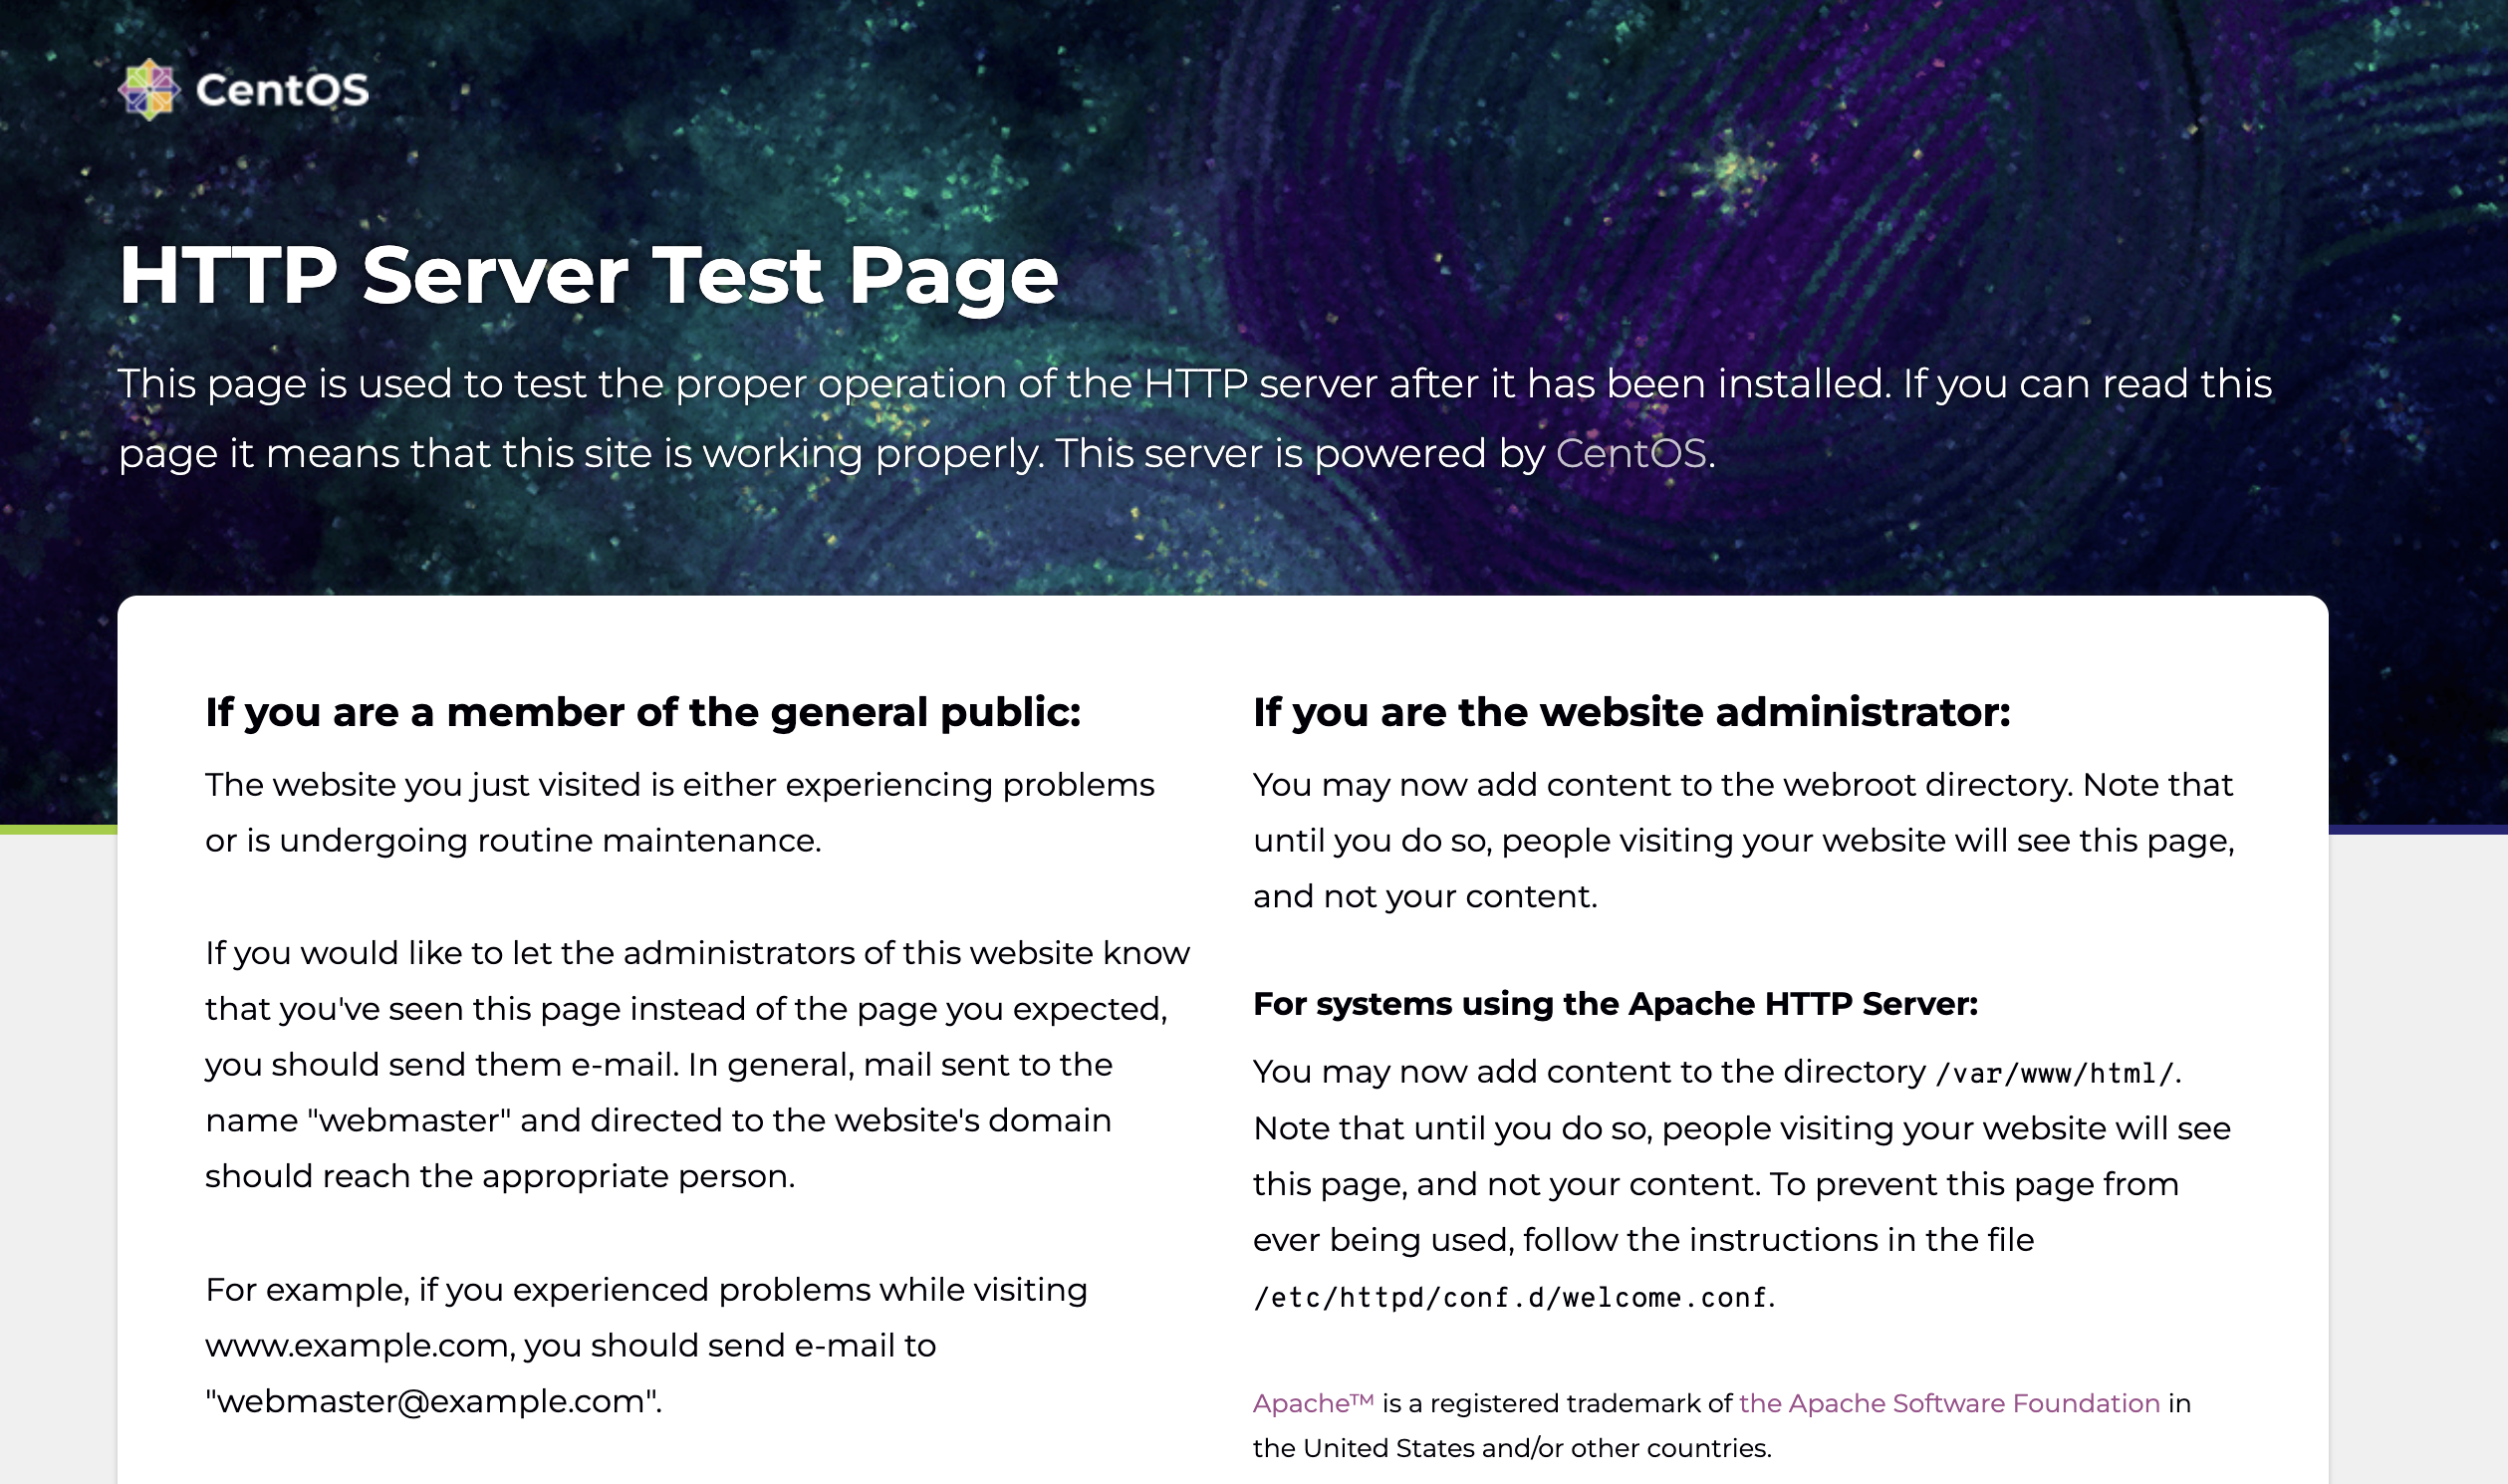 CentOS
HTTP Server Test Page
This page is used to test the proper operation of the HTTP server after it has been installed. If you can read this
page it means that this site is working properly. This server is powered by CentOS.
If you are a member of the general public:
The website you just visited is either experiencing problems
or is undergoing routine maintenance.
If you would like to let the administrators of this website know
that you've seen this page instead of the page you expected,
you should send them e-mail. In general, mail sent to the
name "webmaster" and directed to the website's domain
should reach the appropriate person.
For example, if you experienced problems while visiting
www.example.com, you should send e-mail to
"webmaster@example.com".
If you are the website administrator:
You may now add content to the webroot directory. Note that
until you do so, people visiting your website will see this page,
and not your content.
For systems using the Apache HTTP Server:
You may now add content to the directory /var/www/html/.
Note that until you do so, people visiting your website will see
this page, and not your content. To prevent this page from
ever being used, follow the instructions in the file
/etc/httpd/conf.d/welcome.conf.
Apache™ is a registered trademark of the Apache Software Foundation in
the United States and/or other countries.